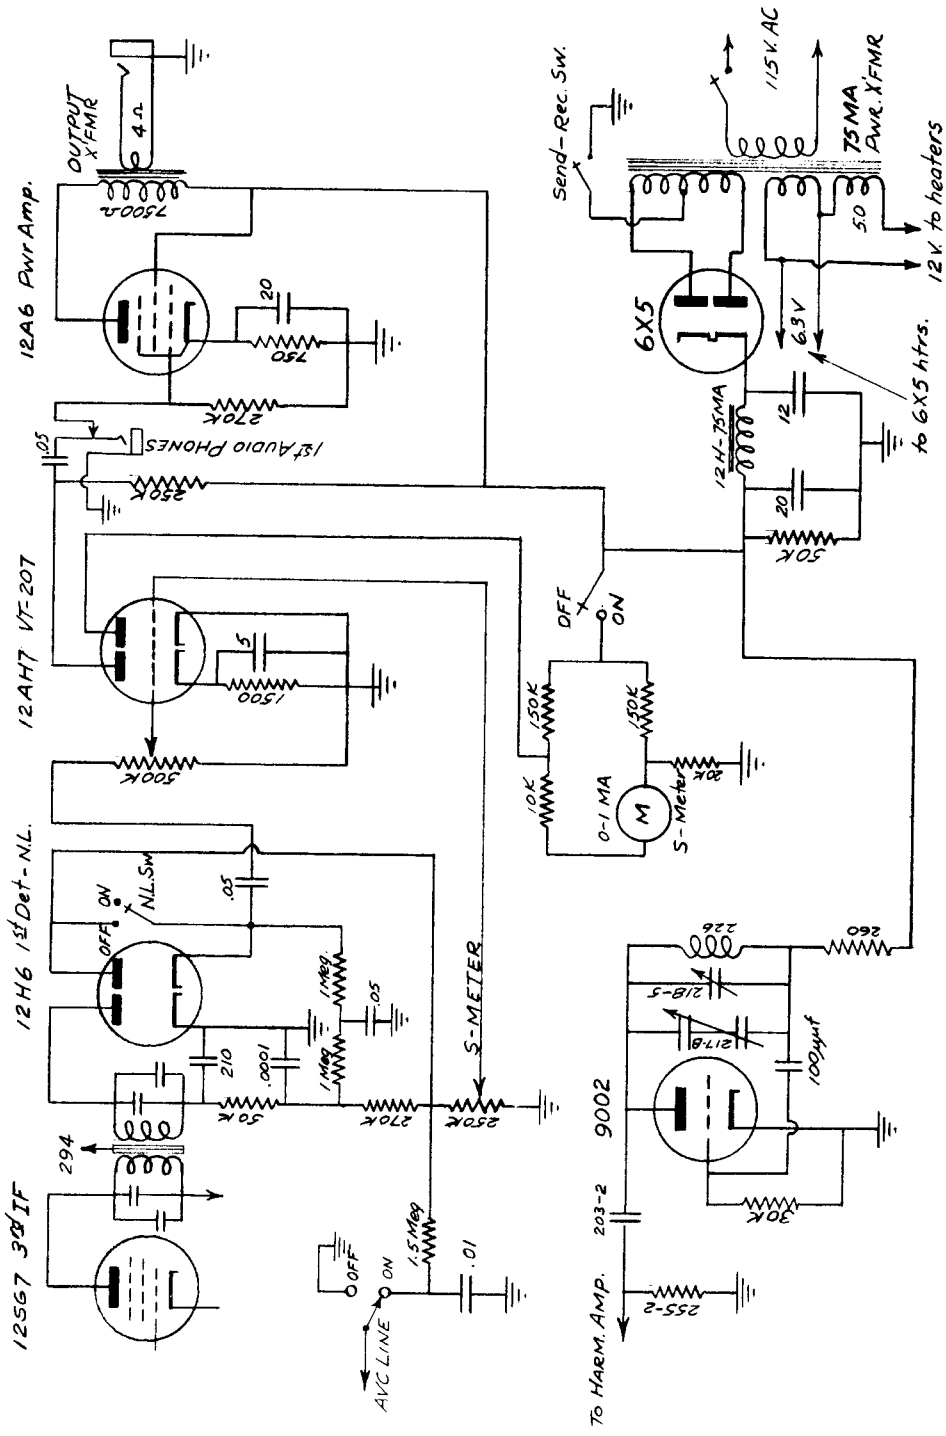 12SG7 3rd IF
294
12H6 1st Det-N.L.
OFF
ON
N.L. Sw
210
.0001
50K
1 Meg
1 Meg.
.05
.05
270K
250K
S-METER
1.5 Meg
.01
OFF
ON
AVC LINE
12AH7 VT-207
500K
1500
5
250K
.05
1st AUDIO PHONES
12A6 Pwr Amp.
270K
750
20
OUTPUT
X'FMR
7500Ω
4Ω
OFF
ON
150K
150K
10K
0-1 MA
M
S-Meter
20K
Send-Rec. Sw.
6X5
12H-75MA
12
20
50K
6.3V
to 6X5 htrs.
5.0
12V. to heaters
115V. AC
75MA
PWR. X'FMR
9002
TO HARM. AMP.
203-2
255-2
30K
100µµf
217-B
218-5
226
260